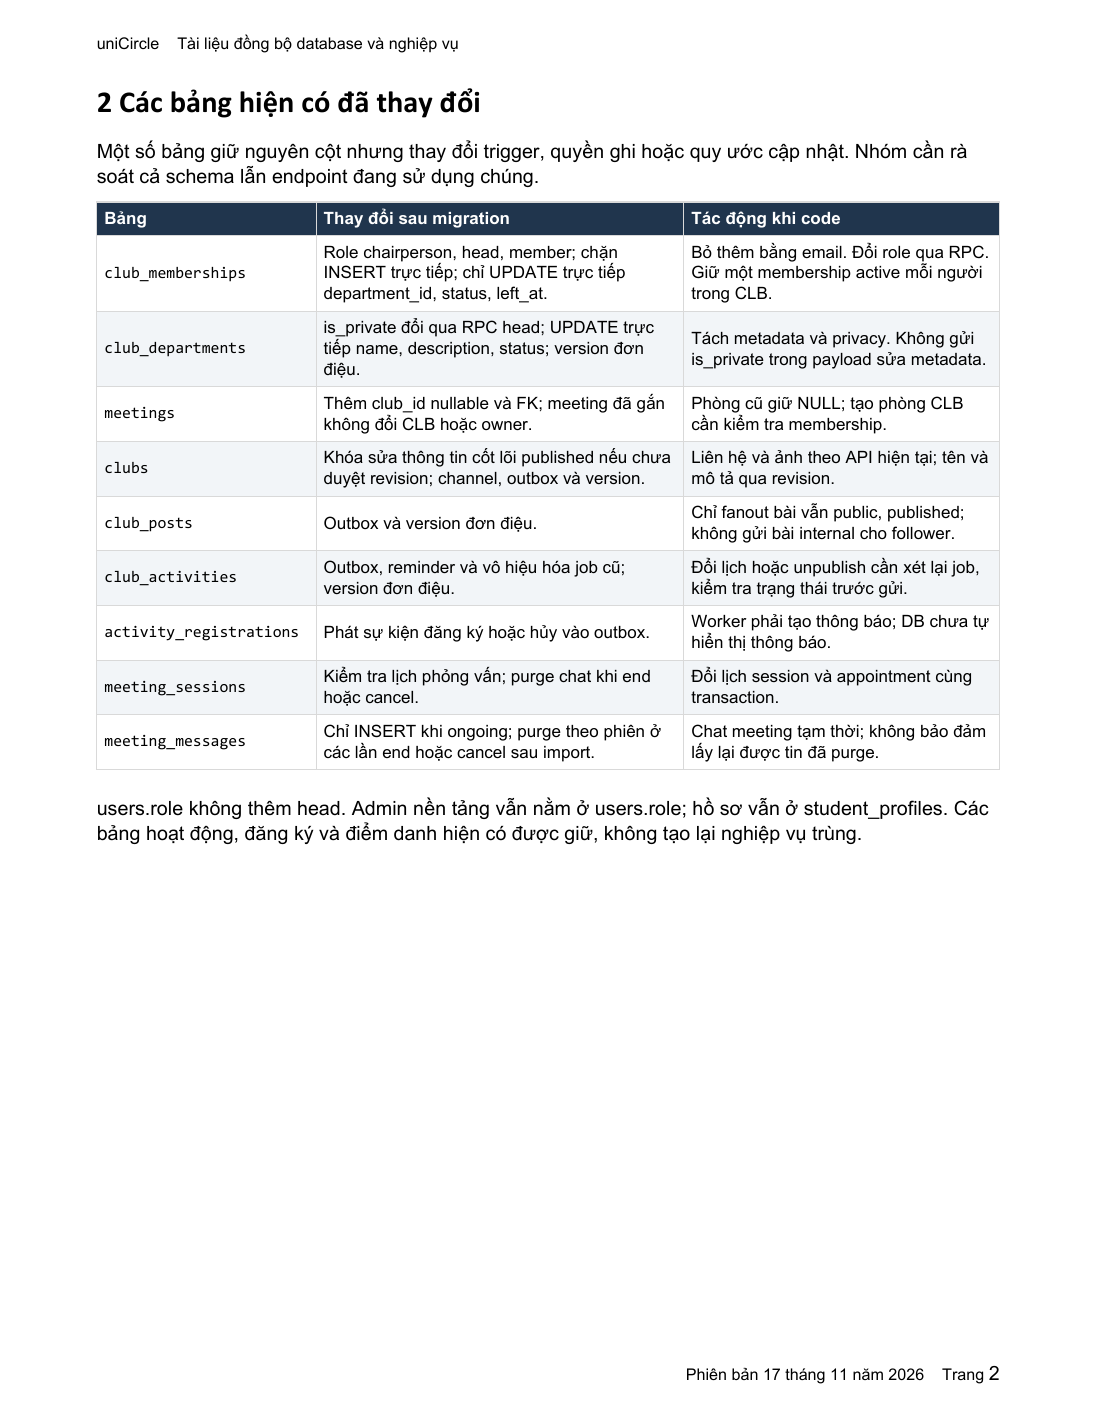 uniCircle Tài liệu đồng bộ database và nghiệp vụ
2 Các bảng hiện có đã thay đổi
Một số bảng giữ nguyên cột nhưng thay đổi trigger, quyền ghi hoặc quy ước cập nhật. Nhóm cần rà
soát cả schema lẫn endpoint đang sử dụng chúng.
Bảng
Thay đổi sau migration
Tác động khi code
club_memberships
Role chairperson, head, member; chặn
INSERT trực tiếp; chỉ UPDATE trực tiếp
department_id, status, left_at.
Bỏ thêm bằng email. Đổi role qua RPC.
Giữ một membership active mỗi người
trong CLB.
club_departments
is_private đổi qua RPC head; UPDATE trực
tiếp name, description, status; version đơn
điệu.
Tách metadata và privacy. Không gửi
is_private trong payload sửa metadata.
meetings
Thêm club_id nullable và FK; meeting đã gắn
không đổi CLB hoặc owner.
Phòng cũ giữ NULL; tạo phòng CLB
cần kiểm tra membership.
clubs
Khóa sửa thông tin cốt lõi published nếu chưa
duyệt revision; channel, outbox và version.
Liên hệ và ảnh theo API hiện tại; tên và
mô tả qua revision.
club_posts
Outbox và version đơn điệu.
Chỉ fanout bài vẫn public, published;
không gửi bài internal cho follower.
club_activities
Outbox, reminder và vô hiệu hóa job cũ;
version đơn điệu.
Đổi lịch hoặc unpublish cần xét lại job,
kiểm tra trạng thái trước gửi.
activity_registrations
Phát sự kiện đăng ký hoặc hủy vào outbox.
Worker phải tạo thông báo; DB chưa tự
hiển thị thông báo.
meeting_sessions
Kiểm tra lịch phỏng vấn; purge chat khi end
hoặc cancel.
Đổi lịch session và appointment cùng
transaction.
meeting_messages
Chỉ INSERT khi ongoing; purge theo phiên ở
các lần end hoặc cancel sau import.
Chat meeting tạm thời; không bảo đảm
lấy lại được tin đã purge.
users.role không thêm head. Admin nền tảng vẫn nằm ở users.role; hồ sơ vẫn ở student_profiles. Các
bảng hoạt động, đăng ký và điểm danh hiện có được giữ, không tạo lại nghiệp vụ trùng.
Phiên bản 17 tháng 11 năm 2026 Trang 2